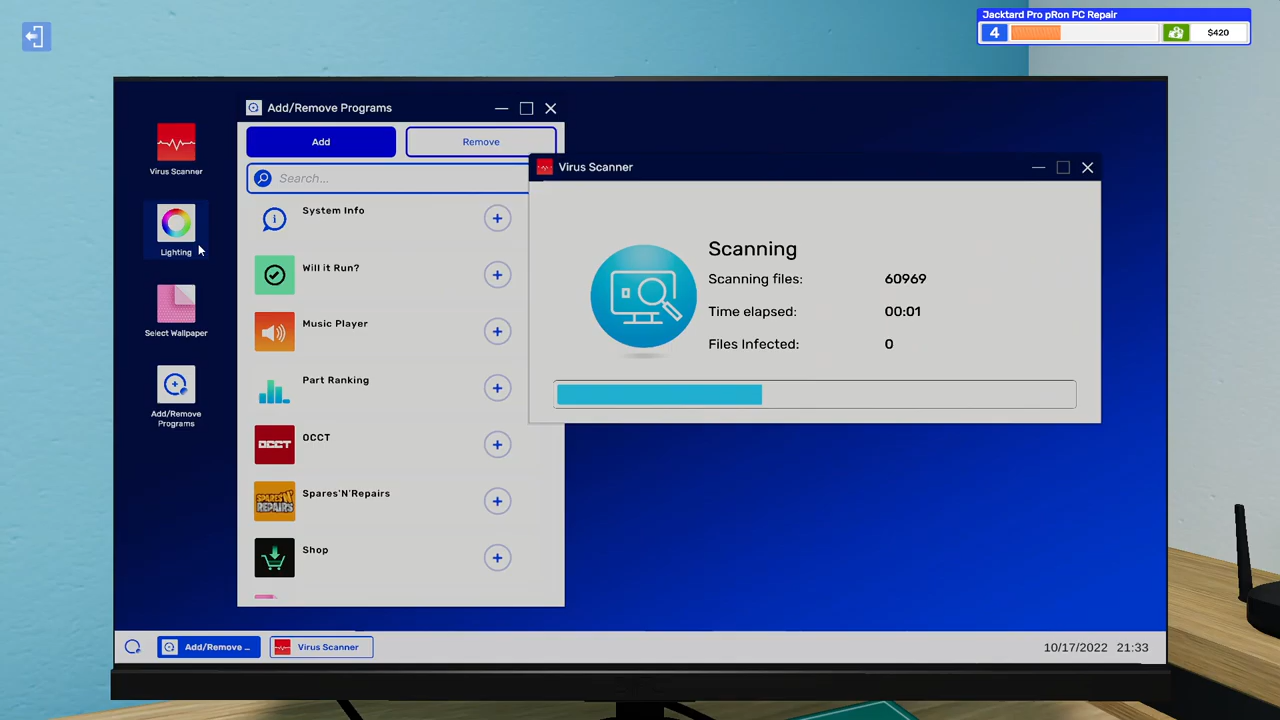 Jacktard Pro pRon PC Repair
4
$420
Add/Remove Programs
Add
Remove
Virus Scanner
Search...
Virus Scanner
System Info
Lighting
Will it Run?
Scanning
Scanning files: 60969
Time elapsed: 00:01
Files Infected: 0
Select Wallpaper
Music Player
Part Ranking
Add/Remove
Programs
OCCT
OCCT
Spares'N'Repairs
SPARES'N'
REPAIRS
Shop
Add/Remove ...
Virus Scanner
10/17/2022 21:33